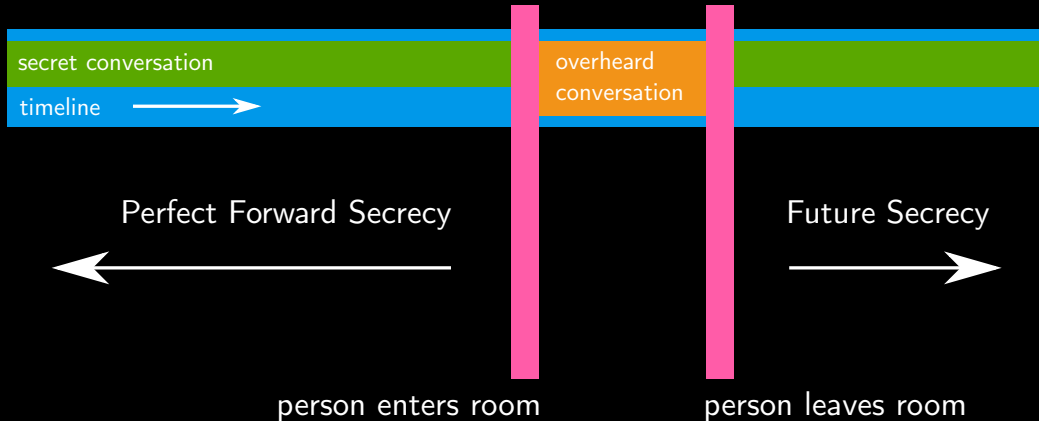 secret conversation
overheard
conversation
timeline
Perfect Forward Secrecy
Future Secrecy
person enters room
person leaves room